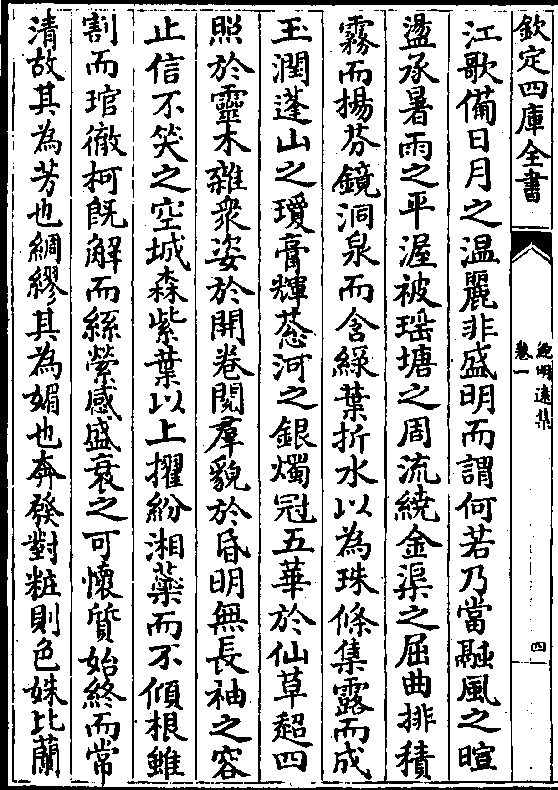 欽定四庫全書
鮑明遠集
卷一
四
江歌備日月之温麗非盛明而謂何若乃當融風之暄
盪承暑雨之平渥被瑶塘之周流繞金渠之屈曲排積
霧而揚芬鏡洞泉而含綠葉折水以為珠條集露而成
玉潤蓬山之瓊膏輝葱河之銀燭冠五華於仙草超四
照於靈木雜衆姿於開卷閱羣貌於昏明無長袖之容
止信不笑之空城森紫葉以上擢紛湘蘂而不傾根雖
割而琯徹柯既解而絲縈感盛衰之可懷質始終而常
清故其為芳也綢繆其為媚也奔發對粧則色姝比蘭